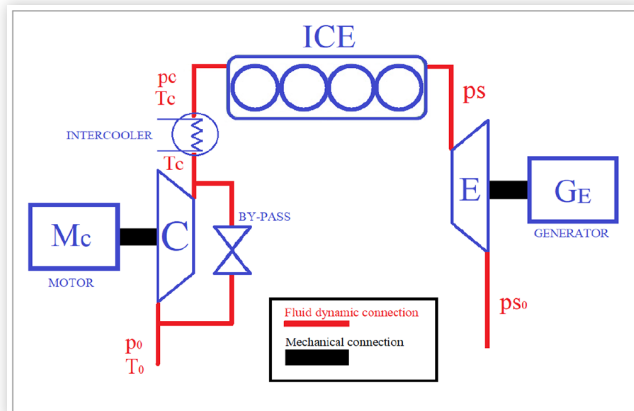 ICE
pc
Tc
ps
INTERCOOLER
Tc
E
GE
BY-PASS
Mc
C
GENERATOR
MOTOR
ps0
Fluid dynamic connection
Mechanical connection
p0
T0